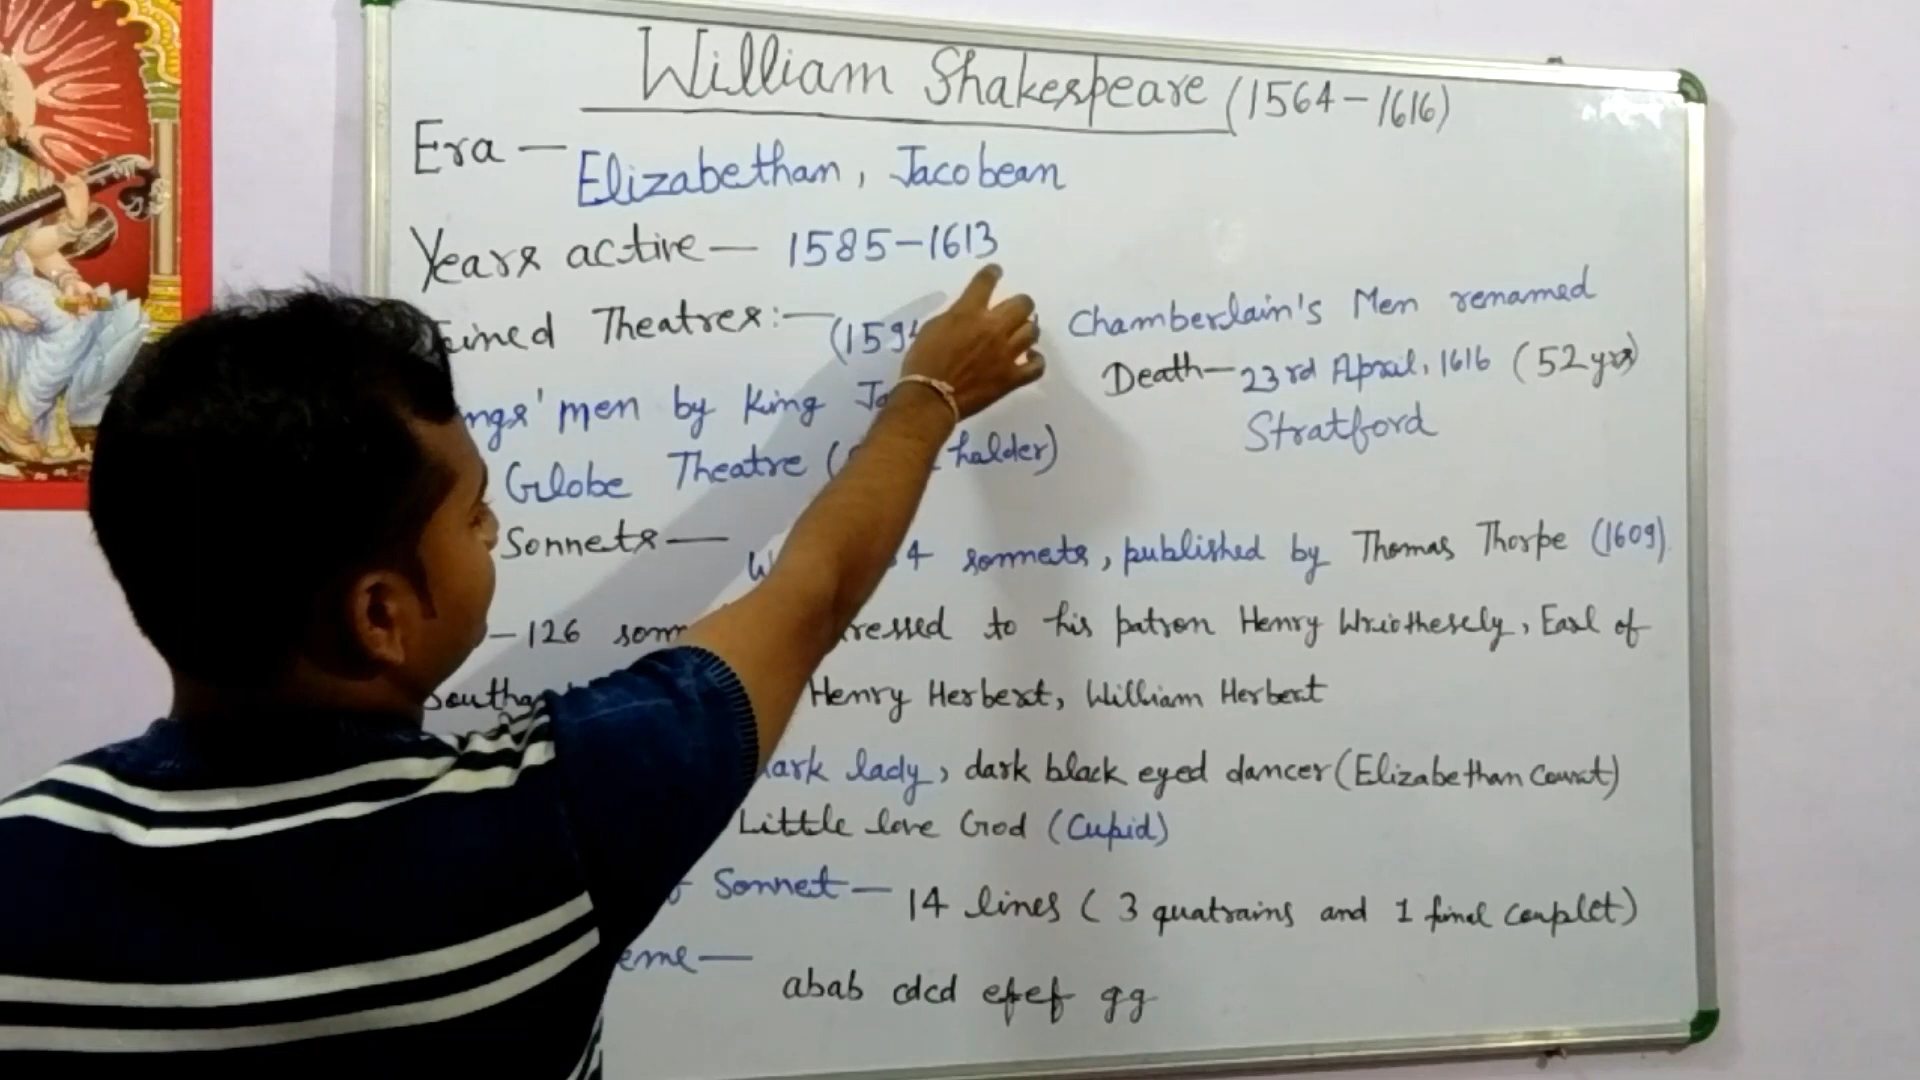 William Shakespeare (1564-1616)
Era - Elizabethan, Jacobean
Years active - 1585-1613
Theatres:- Chamberlain's Men renamed
men by King
Death - 23rd April, 1616 (52 yrs)
Stratford
Globe Theatre ( halder)
Sonnets - 4 sonnets, published by Thomas Thorpe (1609)
- 126 to his patron Henry Wriothesely, Earl of
Henry Herbert, William Herbert
lady, dark black eyed dancer (Elizabethan Court)
Little love God (Cupid)
Sonnet - 14 lines (3 quatrains and 1 final couplet)
abab cdcd efef gg